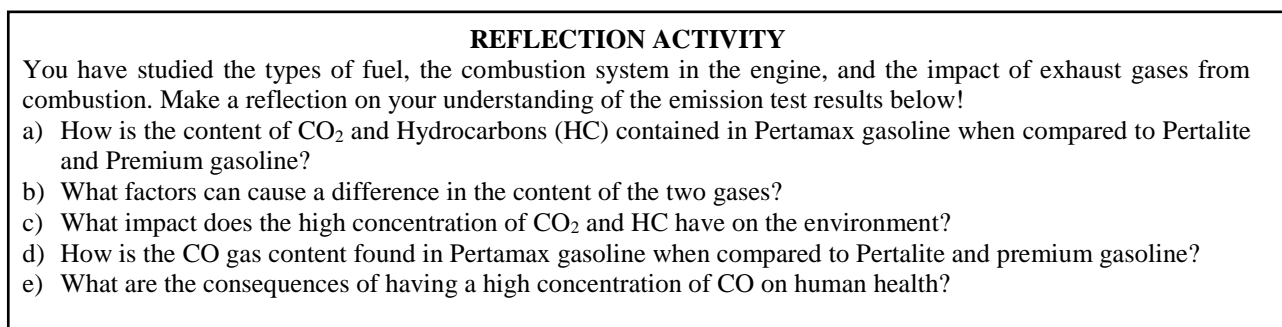 REFLECTION ACTIVITY
You have studied the types of fuel, the combustion system in the engine, and the impact of exhaust gases from
combustion. Make a reflection on your understanding of the emission test results below!
a) How is the content of CO₂ and Hydrocarbons (HC) contained in Pertamax gasoline when compared to Pertalite
and Premium gasoline?
b) What factors can cause a difference in the content of the two gases?
c) What impact does the high concentration of CO₂ and HC have on the environment?
d) How is the CO gas content found in Pertamax gasoline when compared to Pertalite and premium gasoline?
e) What are the consequences of having a high concentration of CO on human health?